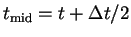 t_mid = t + Δt/2